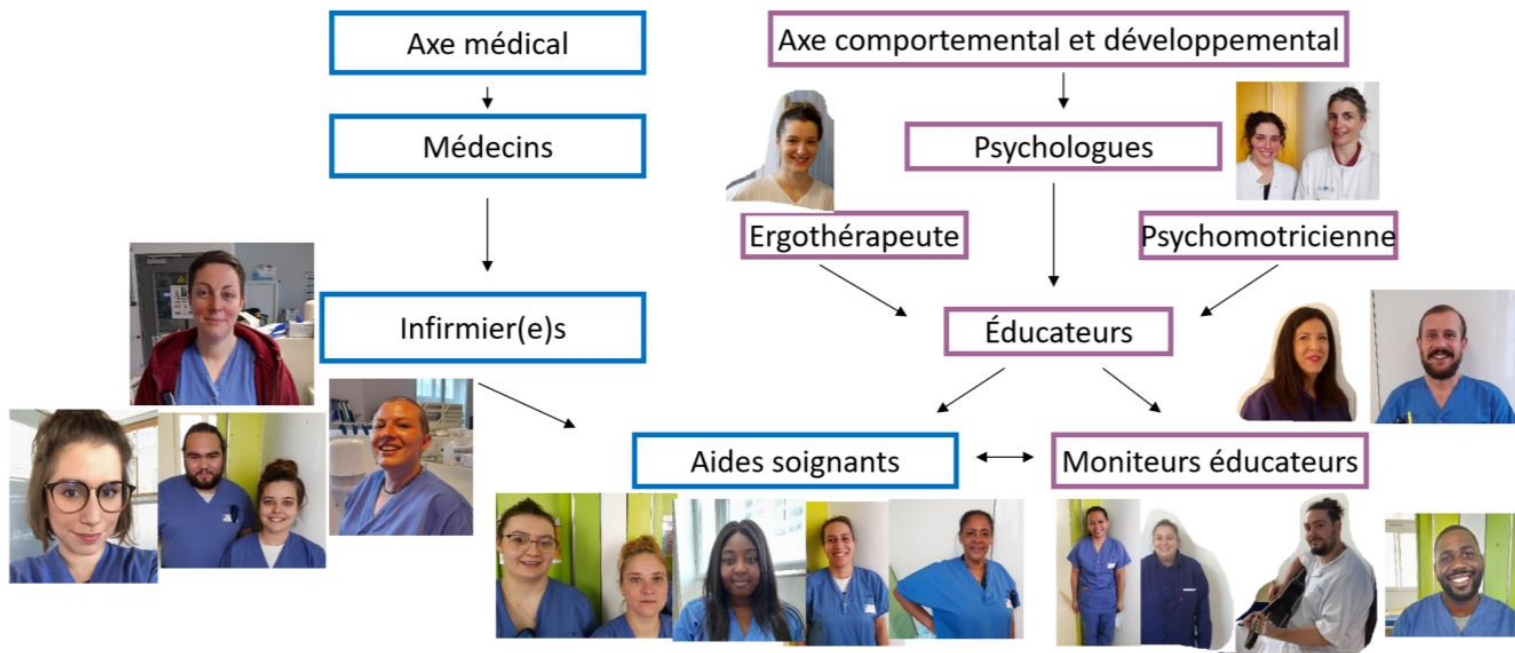 Axe médical
Axe comportemental et développemental
Médecins
Psychologues
Ergothérapeute
Psychomotricienne
Infirmier(e)s
Éducateurs
Aides soignants
Moniteurs éducateurs